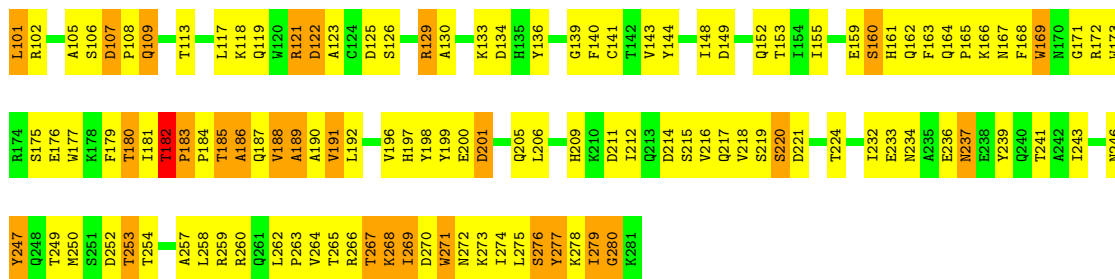 L101 R102 A105 S106 D107 P108 Q109 T113 L117 K118 Q119 W120 R121 D122 A123 C124 D125 S126 R129 A130 K133 D134 H135 Y136 G139 F140 C141 T142 V143 Y144 I148 D149 Q152 T153 I154 I155 E159 S160 H161 Q162 F163 Q164 P165 K166 N167 F168 W169 N170 G171 R172 H173
R174 S175 E176 W177 K178 F179 T180 I181 T182 P183 P184 T185 A186 Q187 V188 A189 A190 V191 L192 V196 H197 Y198 Y199 E200 D201 Q205 L206 H209 K210 D211 I212 Q213 D214 S215 V216 Q217 V218 S219 S220 D221 T224 I232 E233 N234 A235 E236 N237 E238 Y239 Q240 T241 A242 I243 N246
Y247 Q248 T249 M250 S251 D252 T253 T254 A257 L258 R259 R260 Q261 L262 P263 V264 T265 R266 T267 K268 I269 D270 W271 N272 K273 I274 L275 S276 Y277 K278 I279 G280 K281